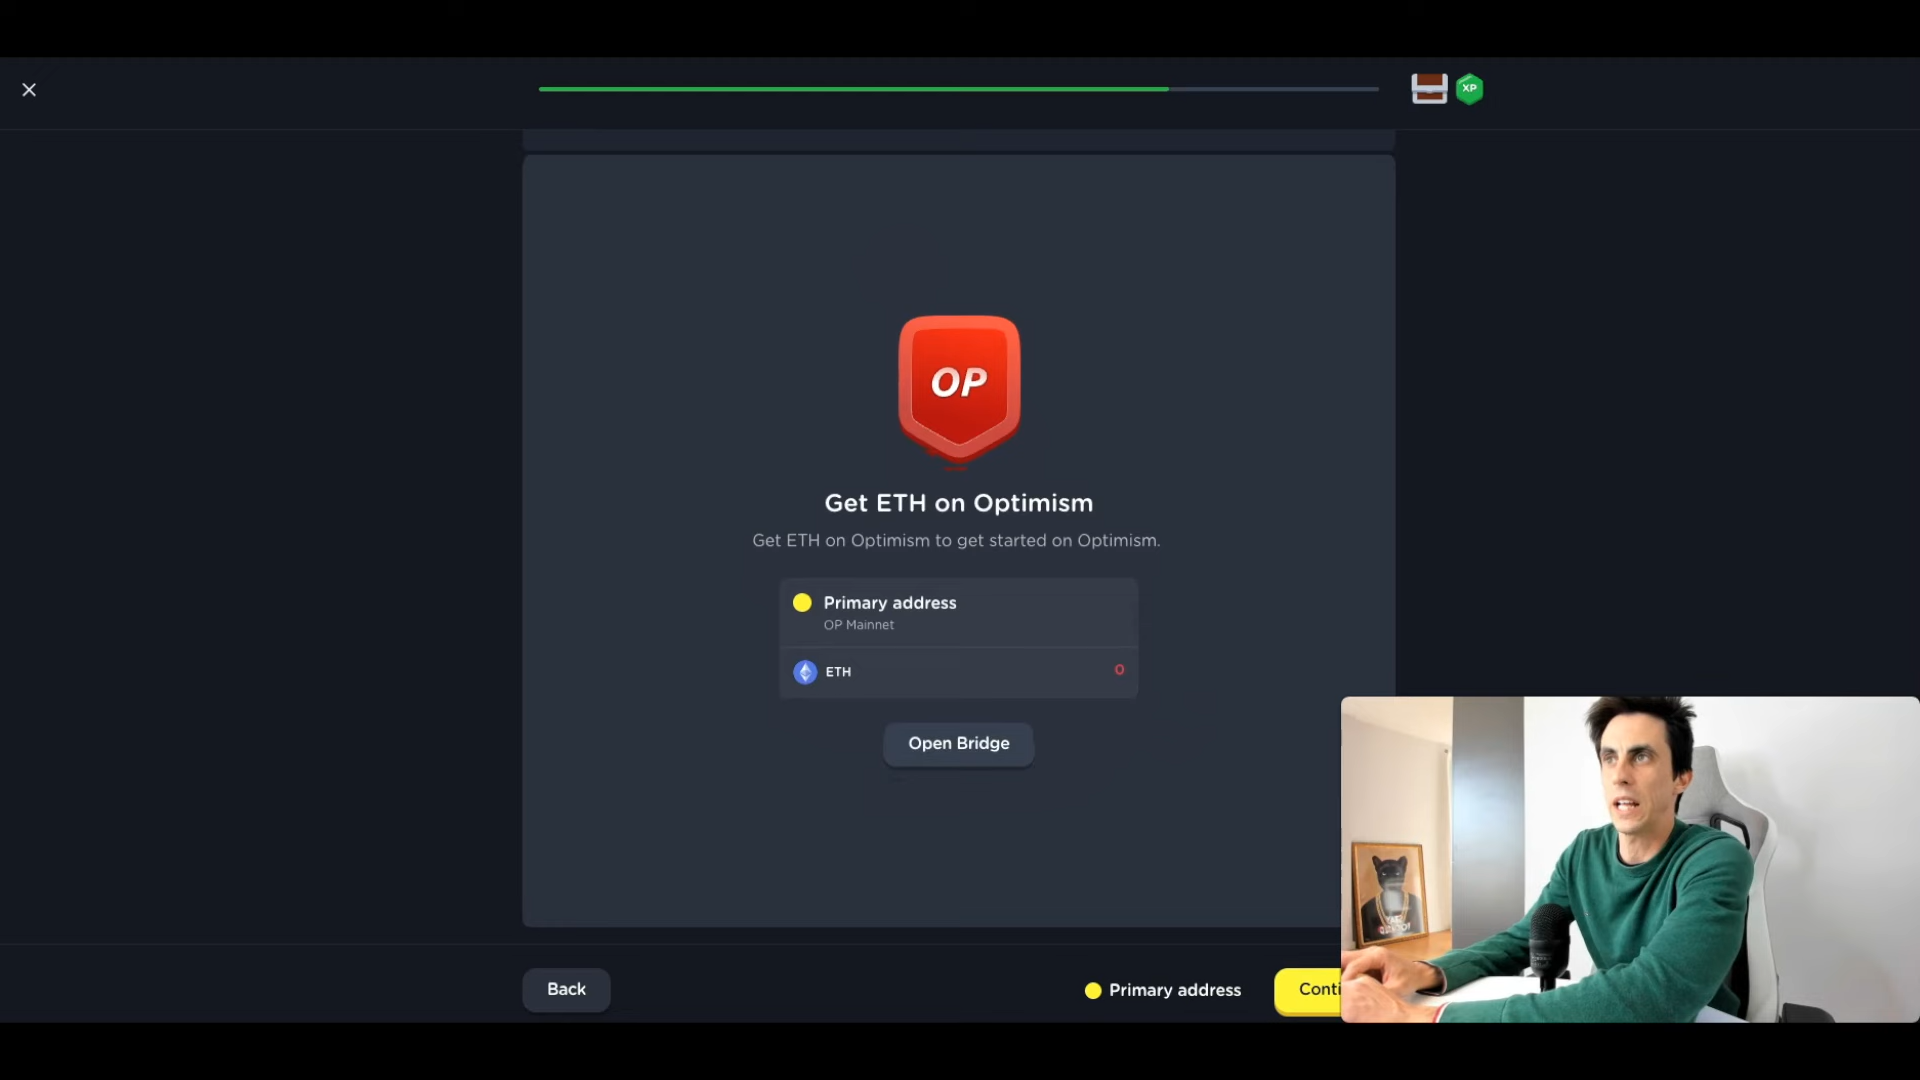 XP
OP
Get ETH on Optimism
Get ETH on Optimism to get started on Optimism.
Primary address
OP Mainnet
ETH
0
Open Bridge
Back
Primary address
Conti